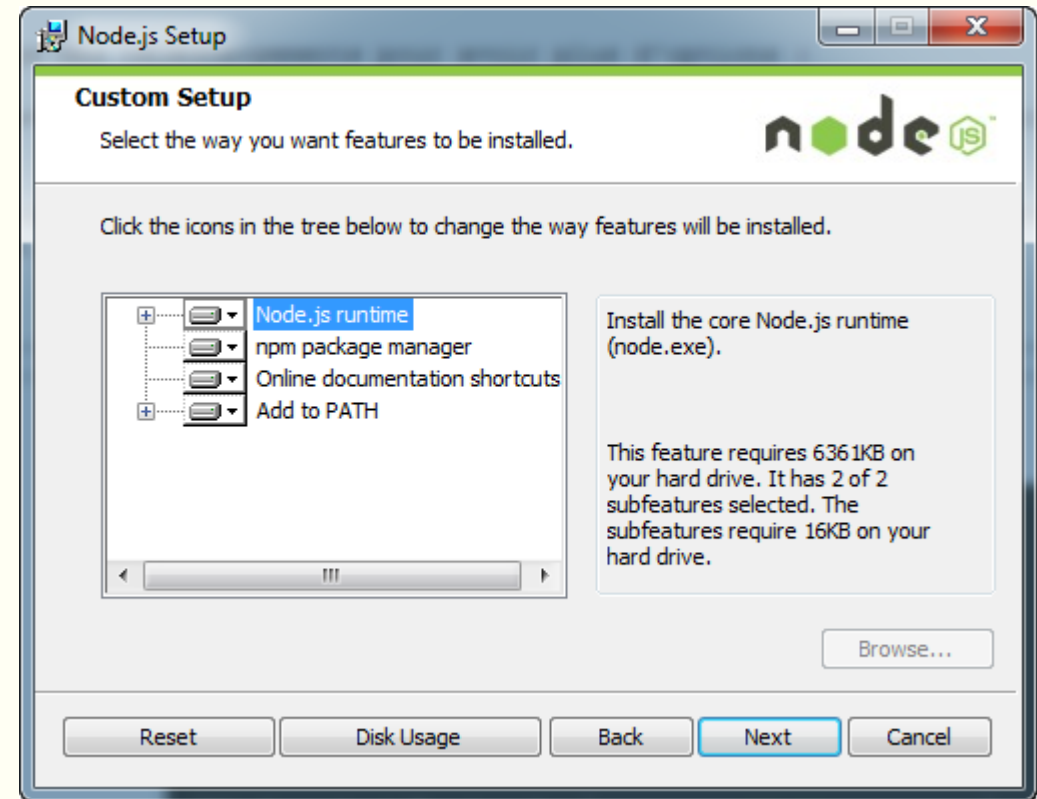 Node.js Setup
Custom Setup
Select the way you want features to be installed.
node JS ™
Click the icons in the tree below to change the way features will be installed.
Node.js runtime
npm package manager
Online documentation shortcuts
Add to PATH
Install the core Node.js runtime
(node.exe).
This feature requires 6361KB on
your hard drive. It has 2 of 2
subfeatures selected. The
subfeatures require 16KB on your
hard drive.
Browse...
Reset
Disk Usage
Back
Next
Cancel